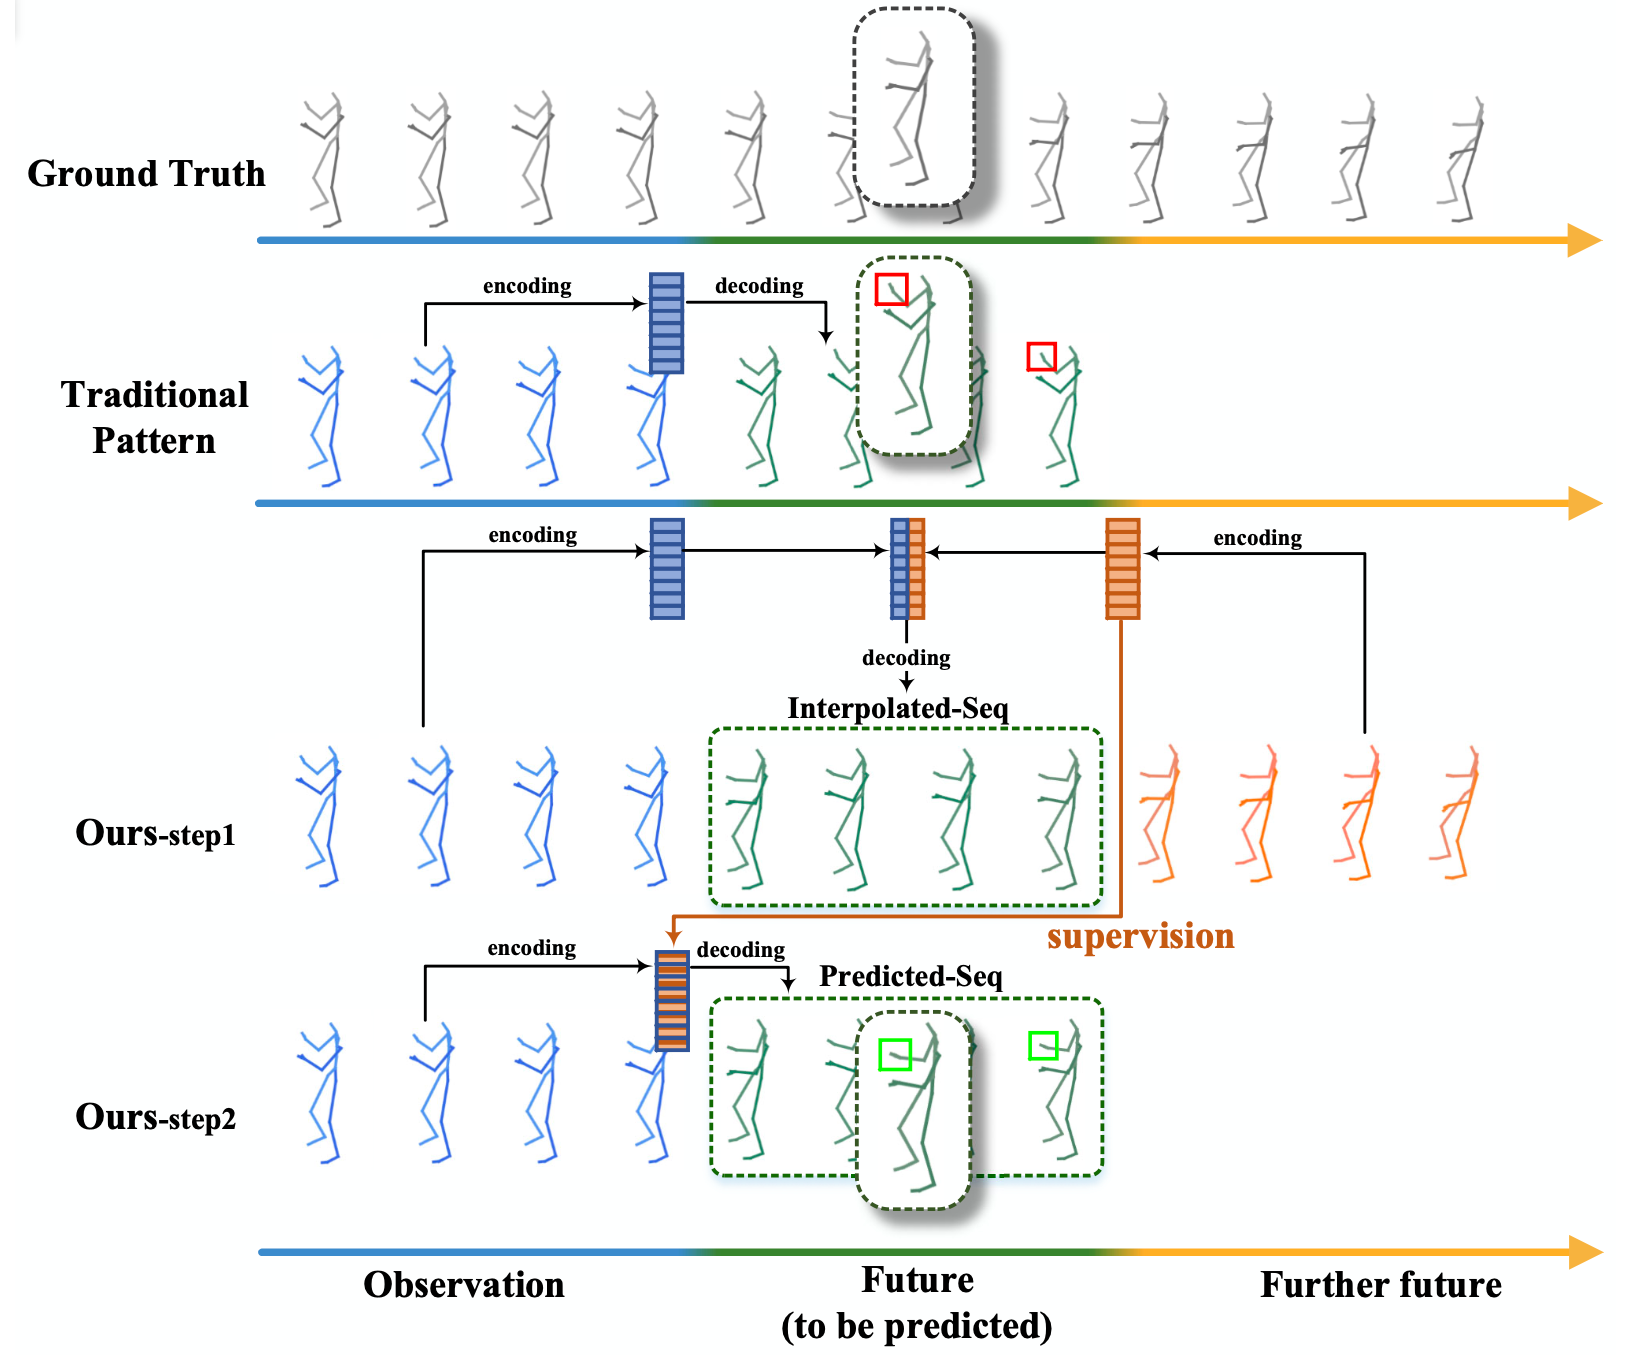 Ground Truth
encoding
decoding
Traditional
Pattern
encoding
encoding
decoding
Interpolated-Seq
Ours-step1
supervision
encoding
decoding
Predicted-Seq
Ours-step2
Observation
Future
(to be predicted)
Further future